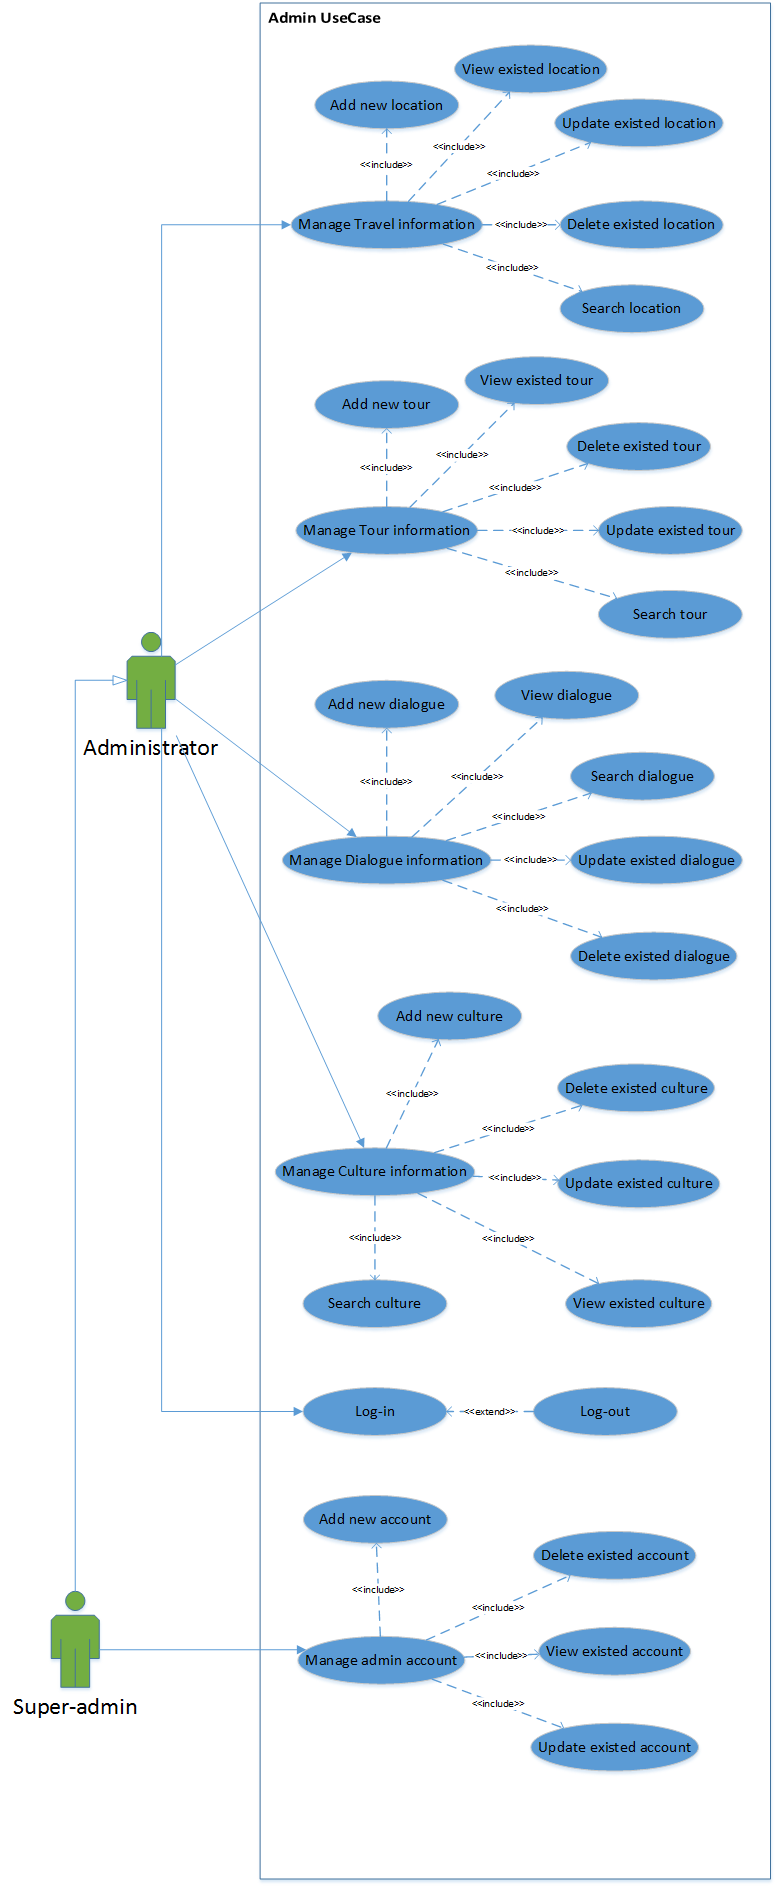 Admin UseCase
View existed location
Add new location
Update existed location
<<include>>
<<include>>
<<include>>
Manage Travel information
<<include>>
Delete existed location
<<include>>
Search location
View existed tour
Add new tour
Delete existed tour
<<include>>
<<include>>
<<include>>
Manage Tour information
<<include>>
Update existed tour
<<include>>
Search tour
View dialogue
Add new dialogue
Administrator
Search dialogue
<<include>>
<<include>>
<<include>>
Manage Dialogue information
<<include>>
Update existed dialogue
<<include>>
Delete existed dialogue
Add new culture
Delete existed culture
<<include>>
<<include>>
Manage Culture information
<<include>>
Update existed culture
<<include>>
<<include>>
Search culture
View existed culture
Log-in
<<extend>>
Log-out
Add new account
Delete existed account
<<include>>
<<include>>
View existed account
Manage admin account
<<include>>
<<include>>
Super-admin
Update existed account